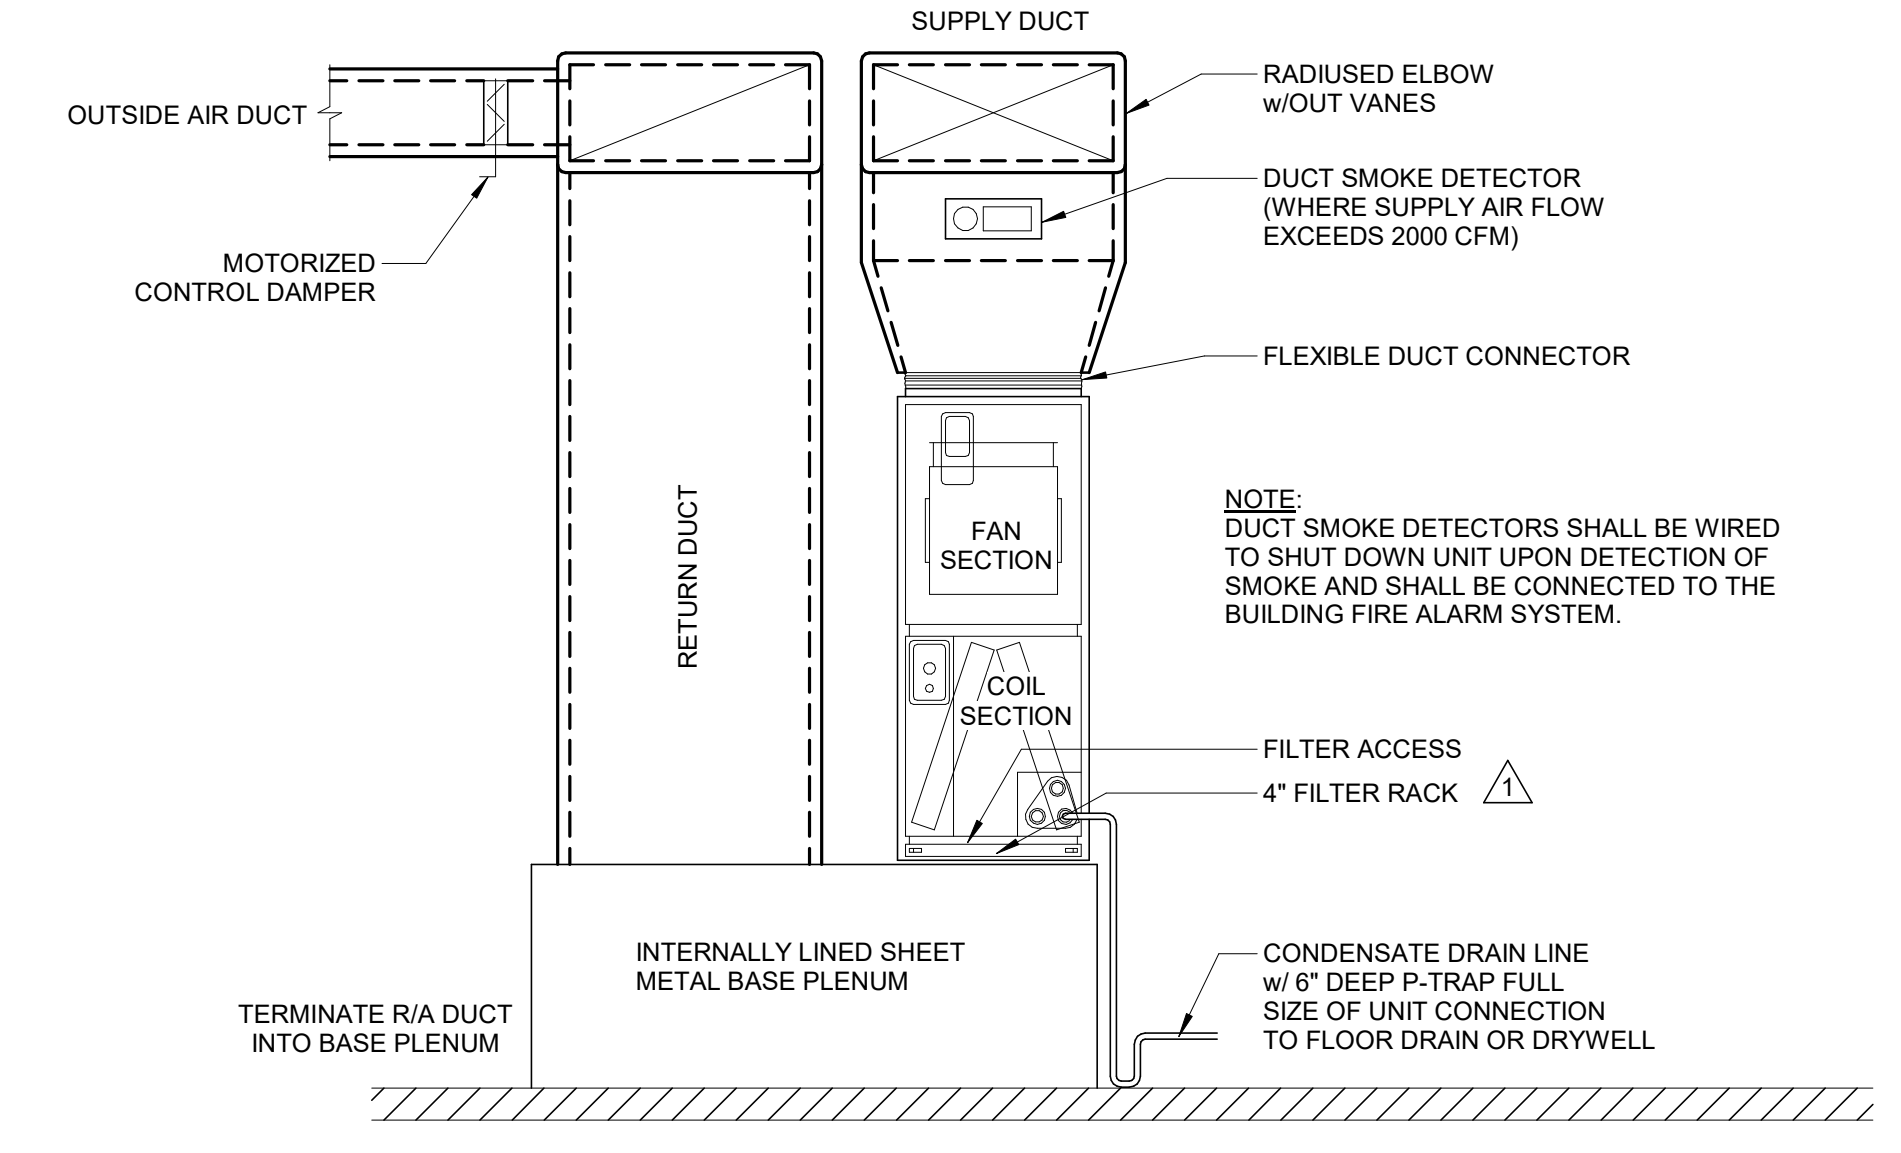 SUPPLY DUCT
OUTSIDE AIR DUCT
RADIUSED ELBOW
w/OUT VANES
DUCT SMOKE DETECTOR
(WHERE SUPPLY AIR FLOW
EXCEEDS 2000 CFM)
MOTORIZED
CONTROL DAMPER
FLEXIBLE DUCT CONNECTOR
RETURN DUCT
FAN
SECTION
NOTE:
DUCT SMOKE DETECTORS SHALL BE WIRED
TO SHUT DOWN UNIT UPON DETECTION OF
SMOKE AND SHALL BE CONNECTED TO THE
BUILDING FIRE ALARM SYSTEM.
COIL
SECTION
FILTER ACCESS
4" FILTER RACK
1
INTERNALLY LINED SHEET
METAL BASE PLENUM
TERMINATE R/A DUCT
INTO BASE PLENUM
CONDENSATE DRAIN LINE
w/ 6" DEEP P-TRAP FULL
SIZE OF UNIT CONNECTION
TO FLOOR DRAIN OR DRYWELL